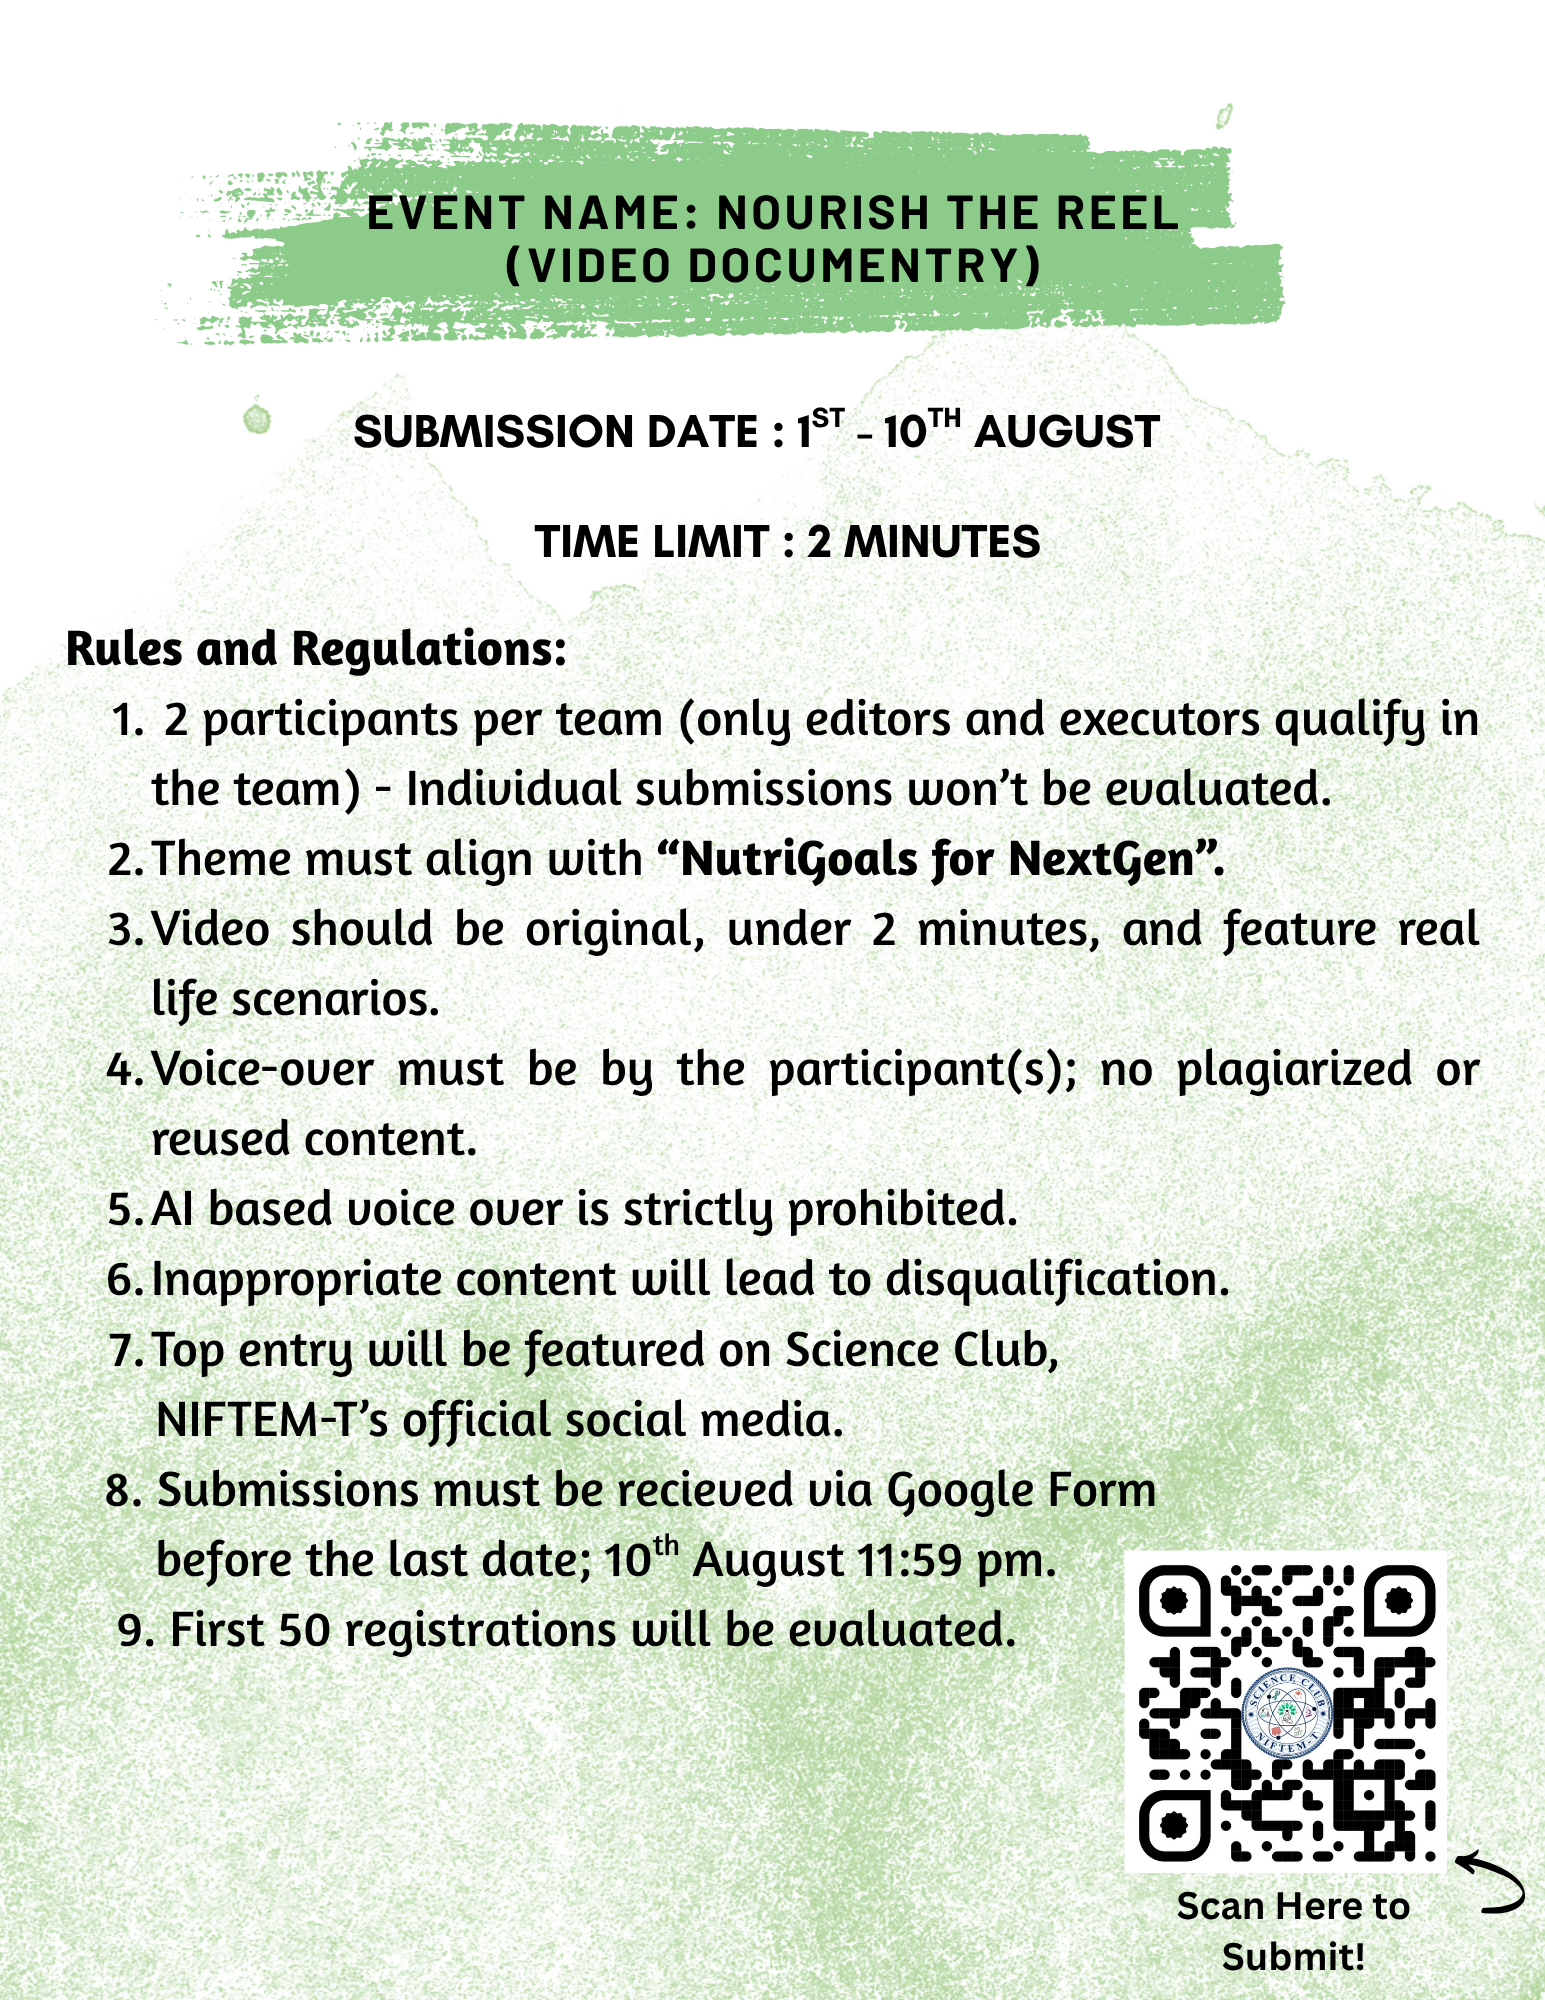 EVENT NAME: NOURISH THE REEL
(VIDEO DOCUMENTRY)
SUBMISSION DATE : 1ST - 10TH AUGUST
TIME LIMIT : 2 MINUTES
Rules and Regulations:
1. 2 participants per team (only editors and executors qualify in
the team) - Individual submissions won’t be evaluated.
2. Theme must align with “NutriGoals for NextGen”.
3. Video should be original, under 2 minutes, and feature real
life scenarios.
4. Voice-over must be by the participant(s); no plagiarized or
reused content.
5. AI based voice over is strictly prohibited.
6. Inappropriate content will lead to disqualification.
7. Top entry will be featured on Science Club,
NIFTEM-T’s official social media.
8. Submissions must be recieved via Google Form
before the last date; 10th August 11:59 pm.
9. First 50 registrations will be evaluated.
SCIENCE CLUB
NIFTEM-T
Scan Here to
Submit!